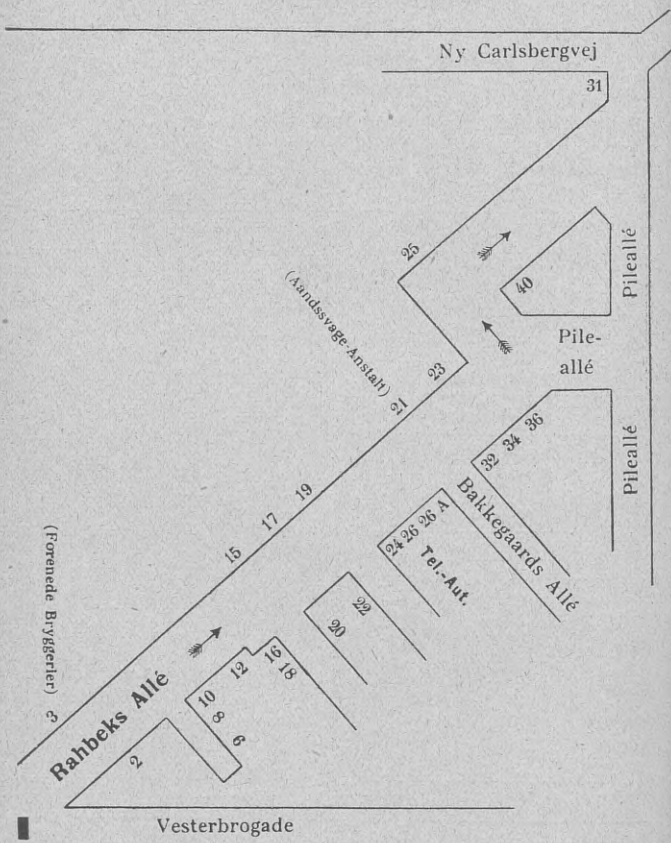 Ny Carlsbergvej
31
25
40
Pileallé
(Aandssvage-Anstalt)
Pile-
allé
23
21
32 34 36
Pileallé
19
17
15
Bakkegaards Allé
24 26 26 A
Tel.-Aut.
22
20
(Forenede Bryggerier)
3
Rahbeks Allé
16
18
12
10
8
6
2
Vesterbrogade